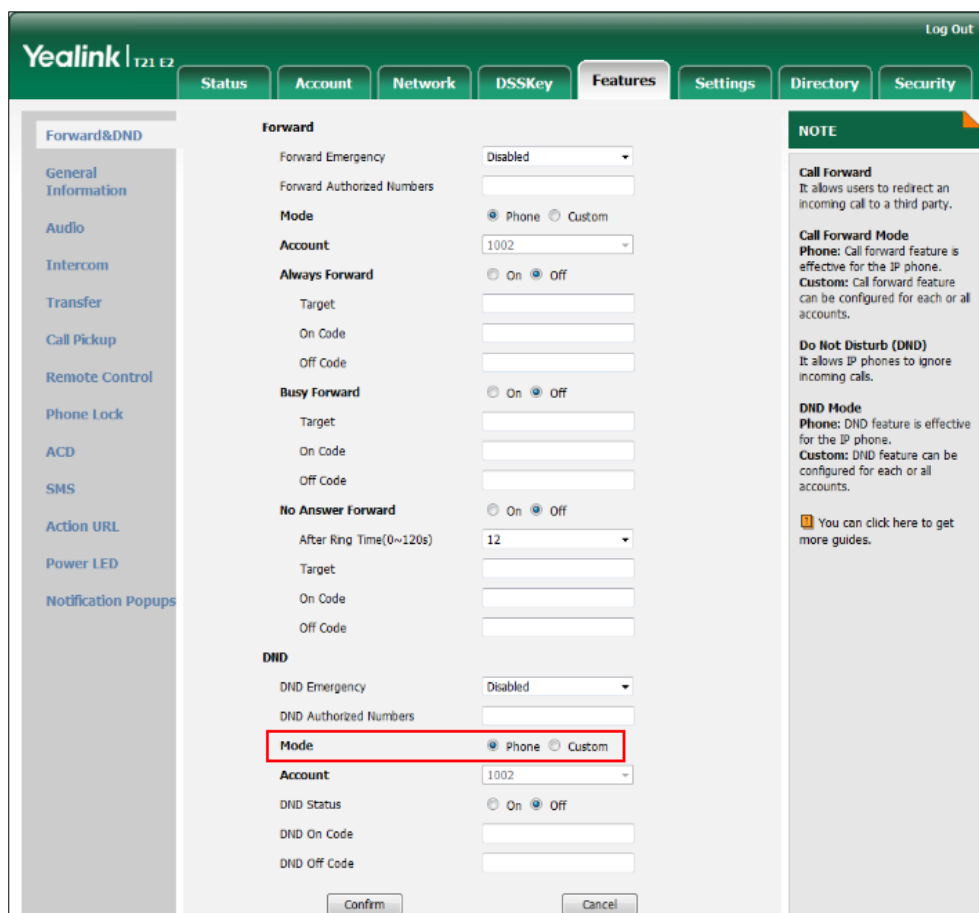 Log Out
Yealink | T21 E2
Status Account Network DSSKey Features Settings Directory Security
Forward&DND
General
Information
Audio
Intercom
Transfer
Call Pickup
Remote Control
Phone Lock
ACD
SMS
Action URL
Power LED
Notification Popups
Forward
Forward Emergency Disabled
Forward Authorized Numbers
Mode Phone Custom
Account 1002
Always Forward On Off
Target
On Code
Off Code
Busy Forward On Off
Target
On Code
Off Code
No Answer Forward On Off
After Ring Time(0~120s) 12
Target
On Code
Off Code
DND
DND Emergency Disabled
DND Authorized Numbers
Mode Phone Custom
Account 1002
DND Status On Off
DND On Code
DND Off Code
Confirm Cancel
NOTE
Call Forward
It allows users to redirect an
incoming call to a third party.
Call Forward Mode
Phone: Call forward feature is
effective for the IP phone.
Custom: Call forward feature
can be configured for each or all
accounts.
Do Not Disturb (DND)
It allows IP phones to ignore
incoming calls.
DND Mode
Phone: DND feature is effective
for the IP phone.
Custom: DND feature can be
configured for each or all
accounts.
You can click here to get
more guides.